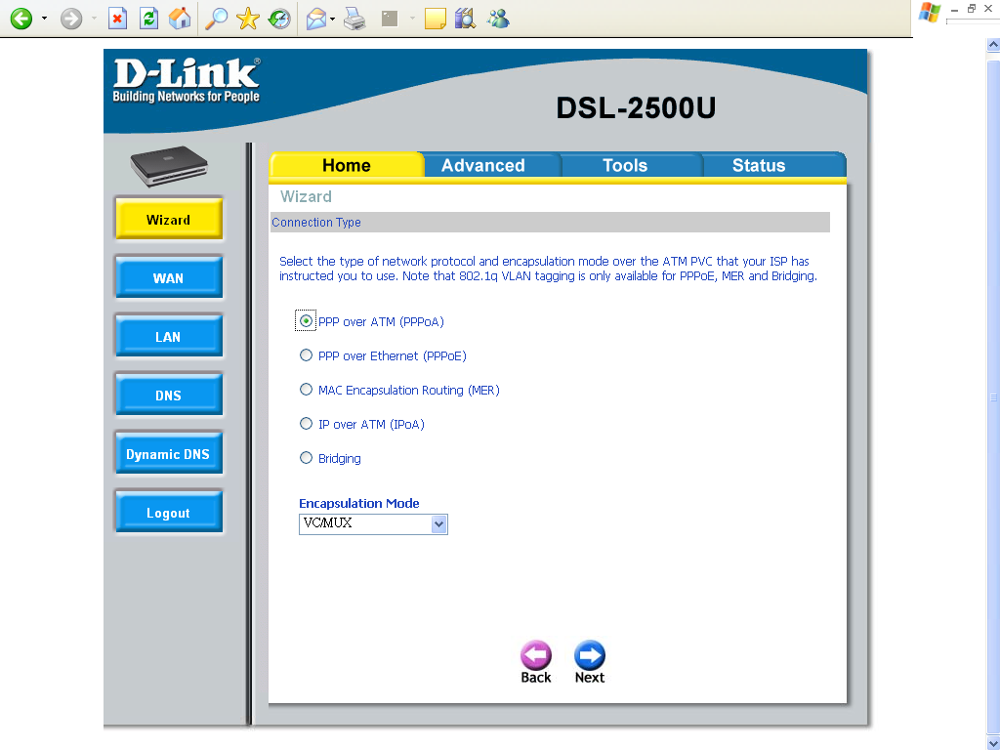 D-Link®
Building Networks for People
DSL-2500U
Home
Advanced
Tools
Status
Wizard
WAN
LAN
DNS
Dynamic DNS
Logout
Wizard
Connection Type
Select the type of network protocol and encapsulation mode over the ATM PVC that your ISP has
instructed you to use. Note that 802.1q VLAN tagging is only available for PPPoE, MER and Bridging.
PPP over ATM (PPPoA)
PPP over Ethernet (PPPoE)
MAC Encapsulation Routing (MER)
IP over ATM (IPoA)
Bridging
Encapsulation Mode
VC/MUX
Back
Next